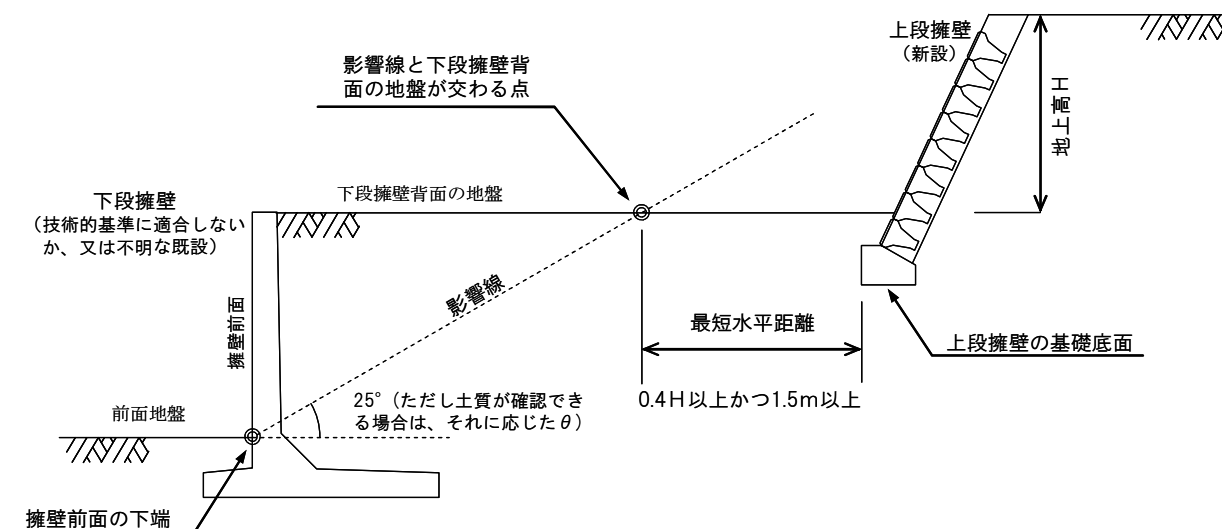 上段擁壁
（新設）
影響線と下段擁壁背
面の地盤が交わる点
地上高H
下段擁壁
（技術的基準に適合しない
か、又は不明な既設）
下段擁壁背面の地盤
影響線
擁壁前面
最短水平距離
上段擁壁の基礎底面
0.4H以上かつ1.5m以上
前面地盤
25°（ただし土質が確認でき
る場合は、それに応じたθ）
擁壁前面の下端